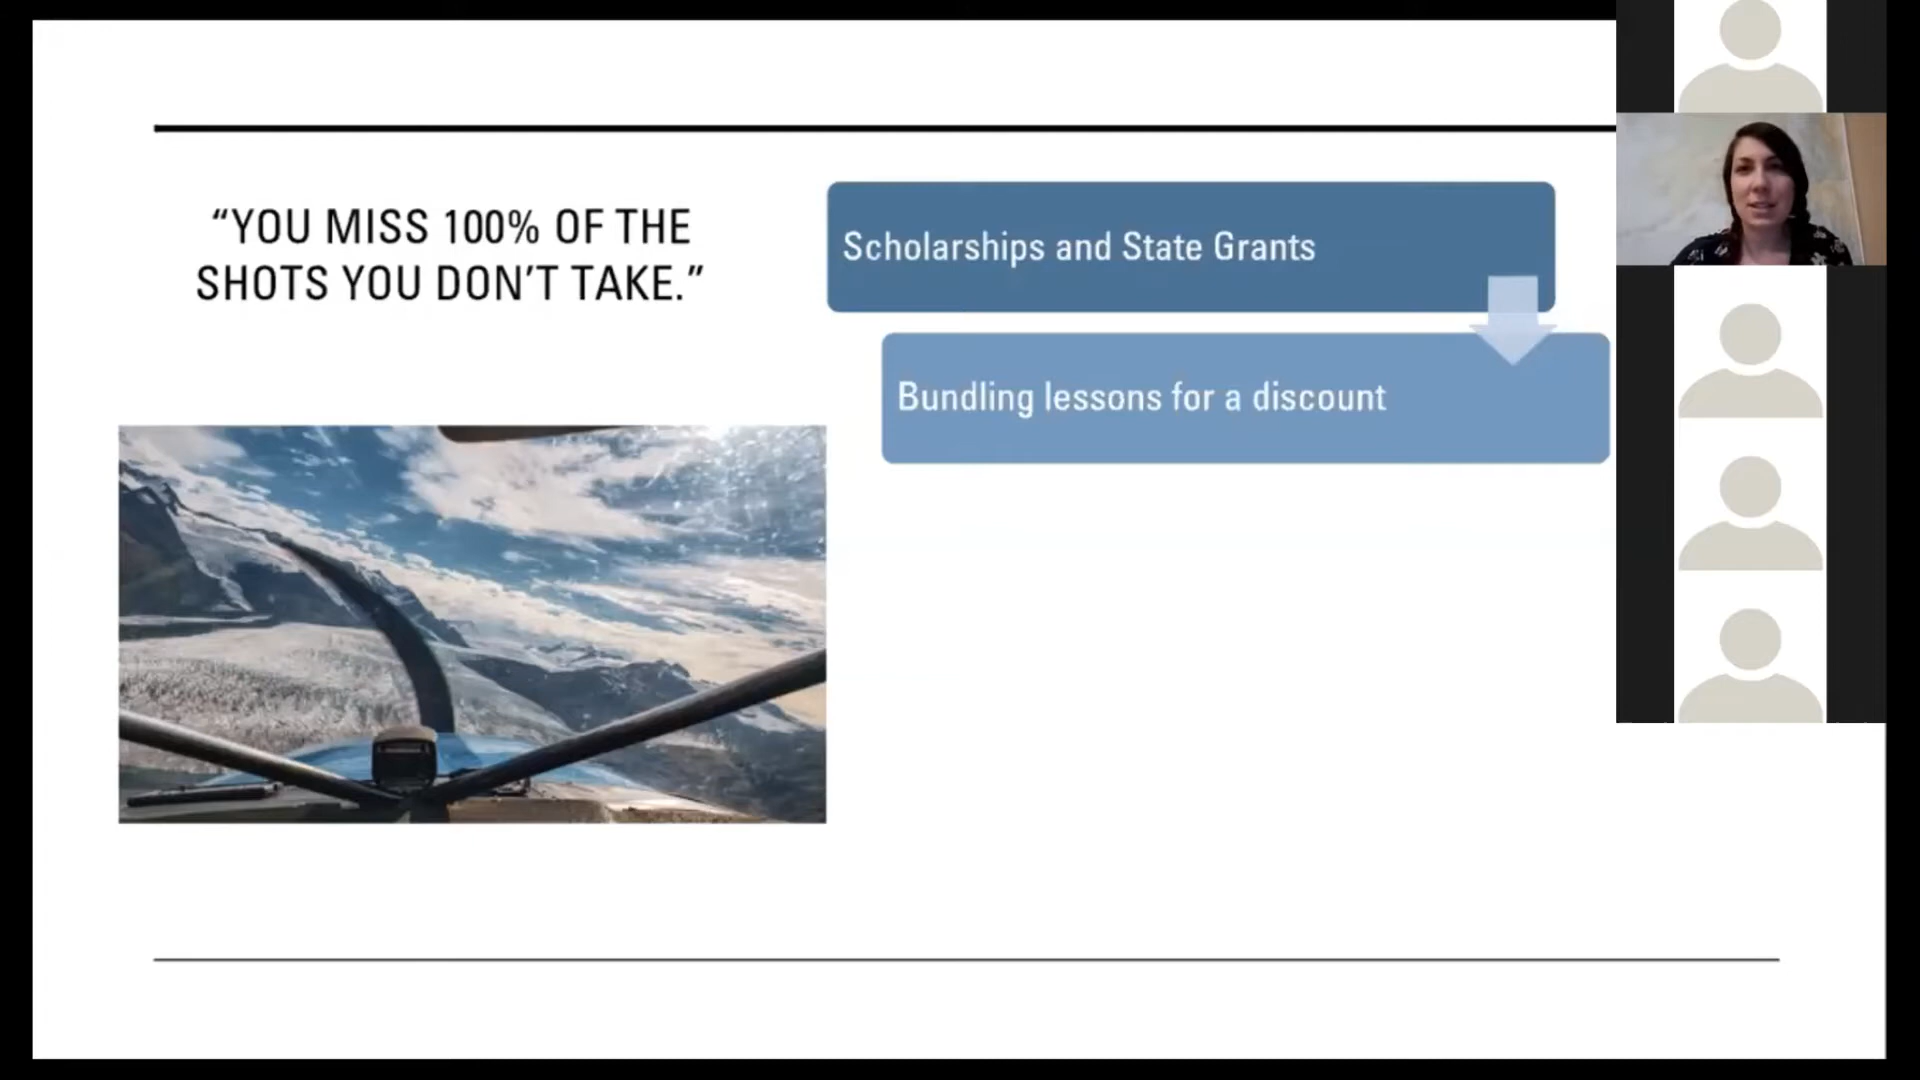 “YOU MISS 100% OF THE
SHOTS YOU DON’T TAKE.”
Scholarships and State Grants
Bundling lessons for a discount